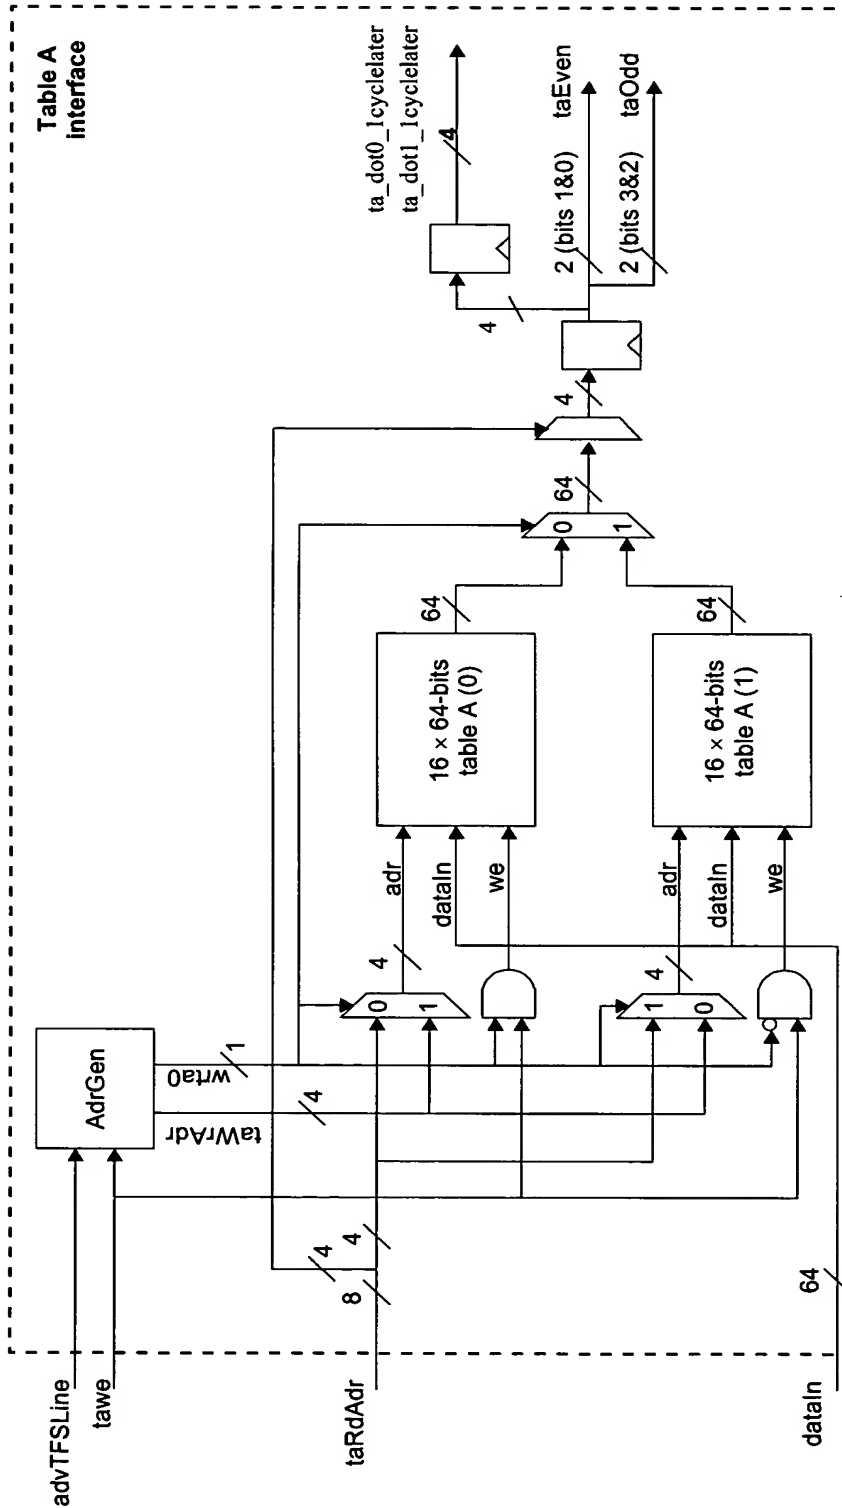 Table A
interface
advTFSLine
tawe
taRdAdr
dataIn
AdrGen
wrta0
1
taWrAdr
4
8
4
4
64
0
1
4
adr
dataIn
we
1
0
4
adr
dataIn
we
16 × 64-bits
table A (0)
16 × 64-bits
table A (1)
64
64
0
1
64
4
4
4
ta_dot0_1cyclelater
ta_dot1_1cyclelater
2 (bits 1&0)
taEven
2 (bits 3&2)
taOdd